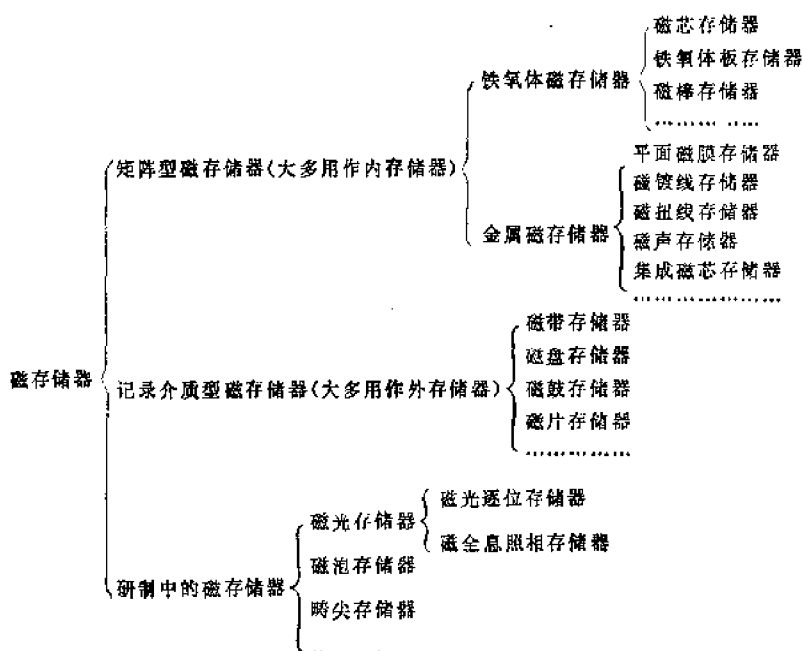 磁存储器
矩阵型磁存储器(大多用作内存储器)
铁氧体磁存储器
磁芯存储器
铁氧体板存储器
磁棒存储器
………………
金属磁存储器
平面磁膜存储器
磁镀线存储器
磁扭线存储器
磁声存储器
集成磁芯存储器
………………
记录介质型磁存储器(大多用作外存储器)
磁带存储器
磁盘存储器
磁鼓存储器
磁片存储器
………………
研制中的磁存储器
磁光存储器
磁光逐位存储器
磁全息照相存储器
磁泡存储器
畴尖存储器